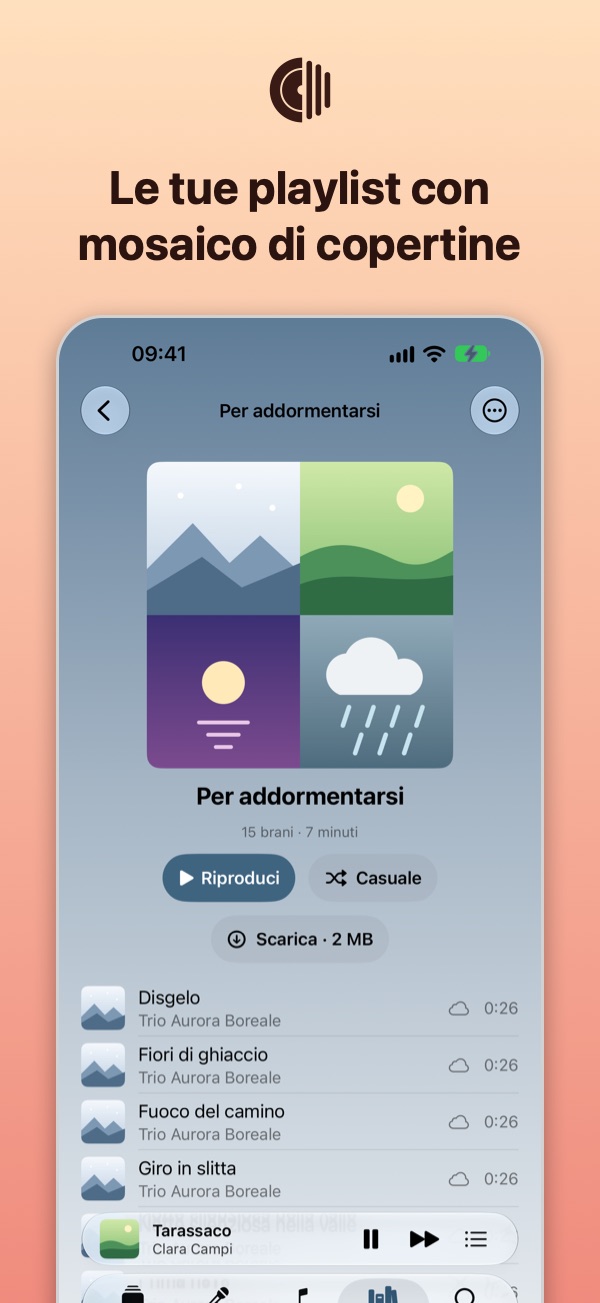 Le tue playlist con
mosaico di copertine
09:41
Per addormentarsi
Per addormentarsi
15 brani · 7 minuti
Riproduci
Casuale
Scarica · 2 MB
Disgelo
Trio Aurora Boreale
0:26
Fiori di ghiaccio
Trio Aurora Boreale
0:26
Fuoco del camino
Trio Aurora Boreale
0:26
Giro in slitta
Trio Aurora Boreale
0:26
Tarassaco
Clara Campi